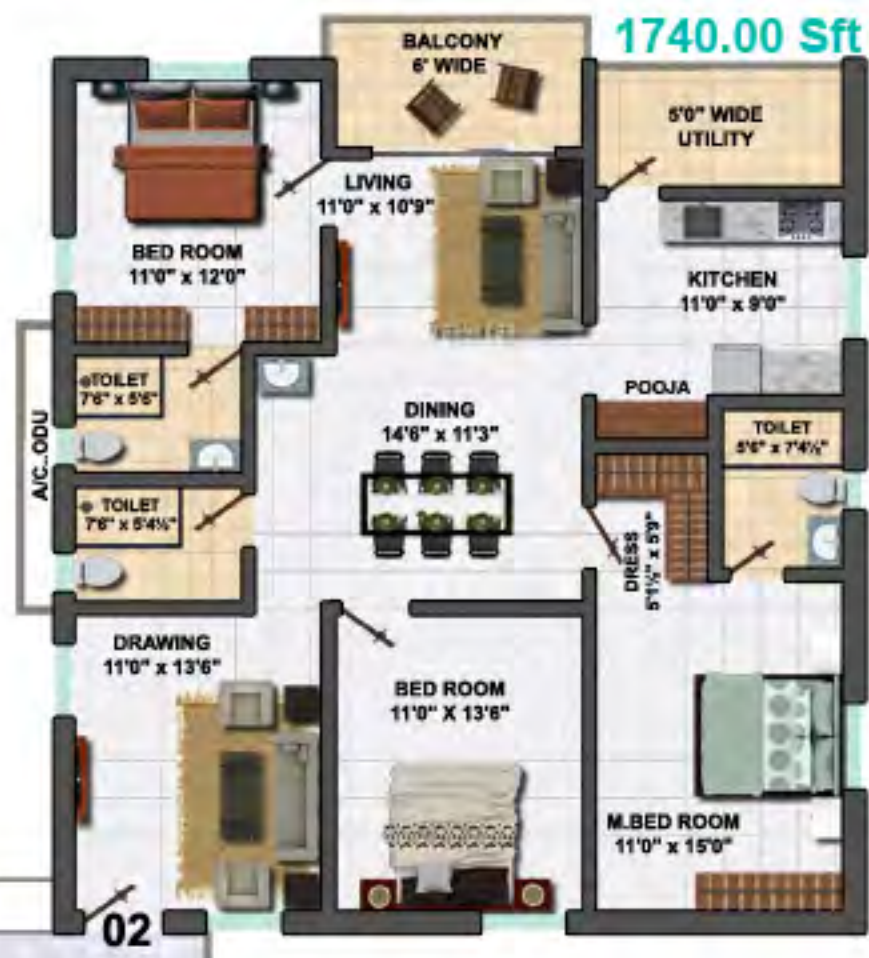 1740.00 Sft
BALCONY
6' WIDE
5'0" WIDE
UTILITY
LIVING
11'0" x 10'9"
BED ROOM
11'0" x 12'0"
KITCHEN
11'0" x 9'0"
TOILET
7'6" x 5'6"
POOJA
DINING
14'6" x 11'3"
TOILET
5'6" x 7'4½"
A/C..ODU
TOILET
7'6" x 5'4½"
DRESS
5'1½" x 5'9"
DRAWING
11'0" x 13'6"
BED ROOM
11'0" X 13'6"
M.BED ROOM
11'0" x 15'0"
02